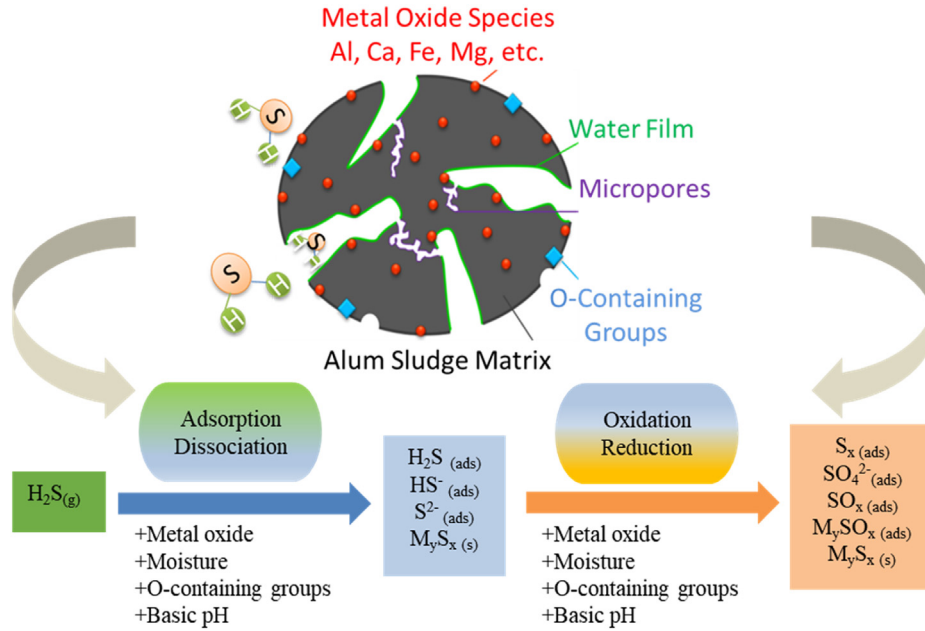 Metal Oxide Species
Al, Ca, Fe, Mg, etc.
H
S
H
Water Film
Micropores
S
H
H
S
H
H
O-Containing
Groups
Alum Sludge Matrix
Adsorption
Dissociation
Oxidation
Reduction
H₂S(g)
H₂S (ads)
HS⁻ (ads)
S²⁻ (ads)
MySx (s)
Sx (ads)
SO₄²⁻ (ads)
SOx (ads)
MySOx (ads)
MySx (s)
+Metal oxide
+Moisture
+O-containing groups
+Basic pH
+Metal oxide
+Moisture
+O-containing groups
+Basic pH